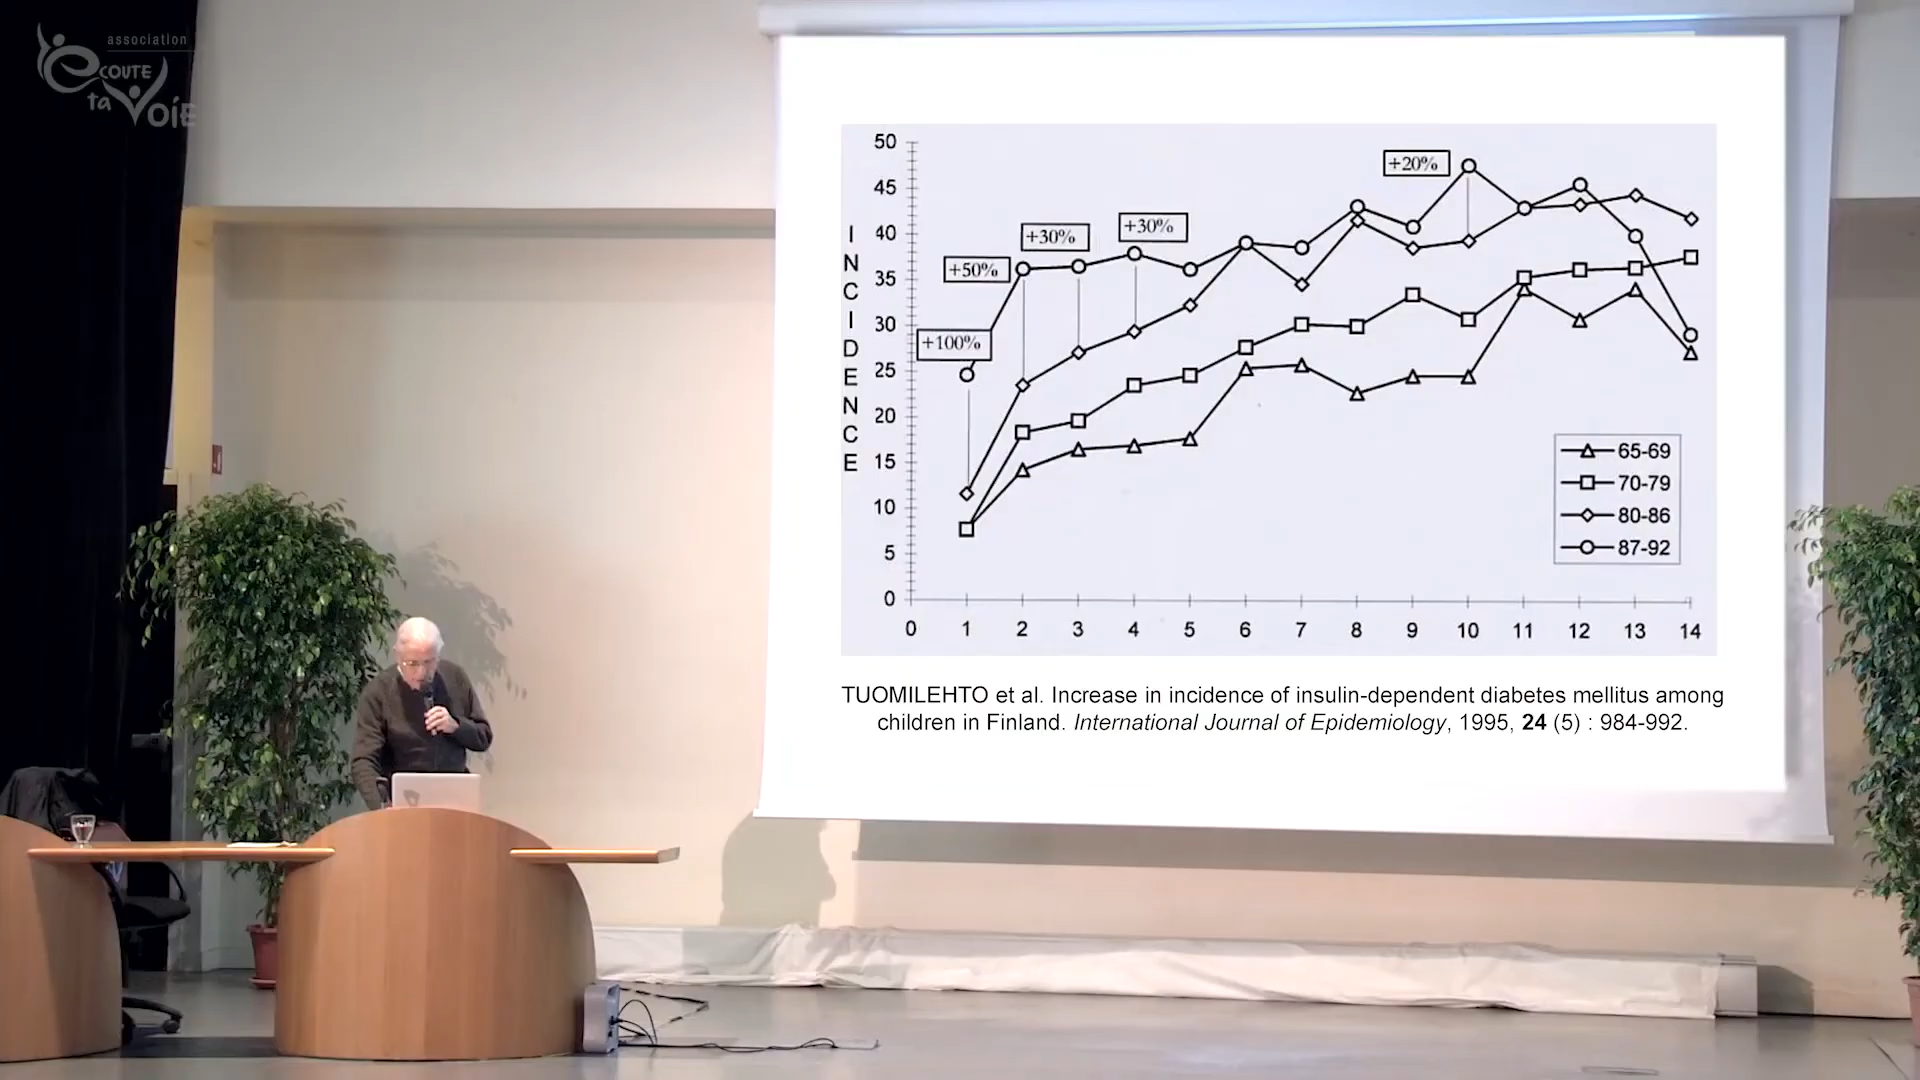 association
écoute
ta Voie
50
45
40
35
30
25
20
15
10
5
0
INCIDENCE
+100%
+50%
+30%
+30%
+20%
65-69
70-79
80-86
87-92
0 1 2 3 4 5 6 7 8 9 10 11 12 13 14
TUOMILEHTO et al. Increase in incidence of insulin-dependent diabetes mellitus among
children in Finland. International Journal of Epidemiology, 1995, 24 (5) : 984-992.